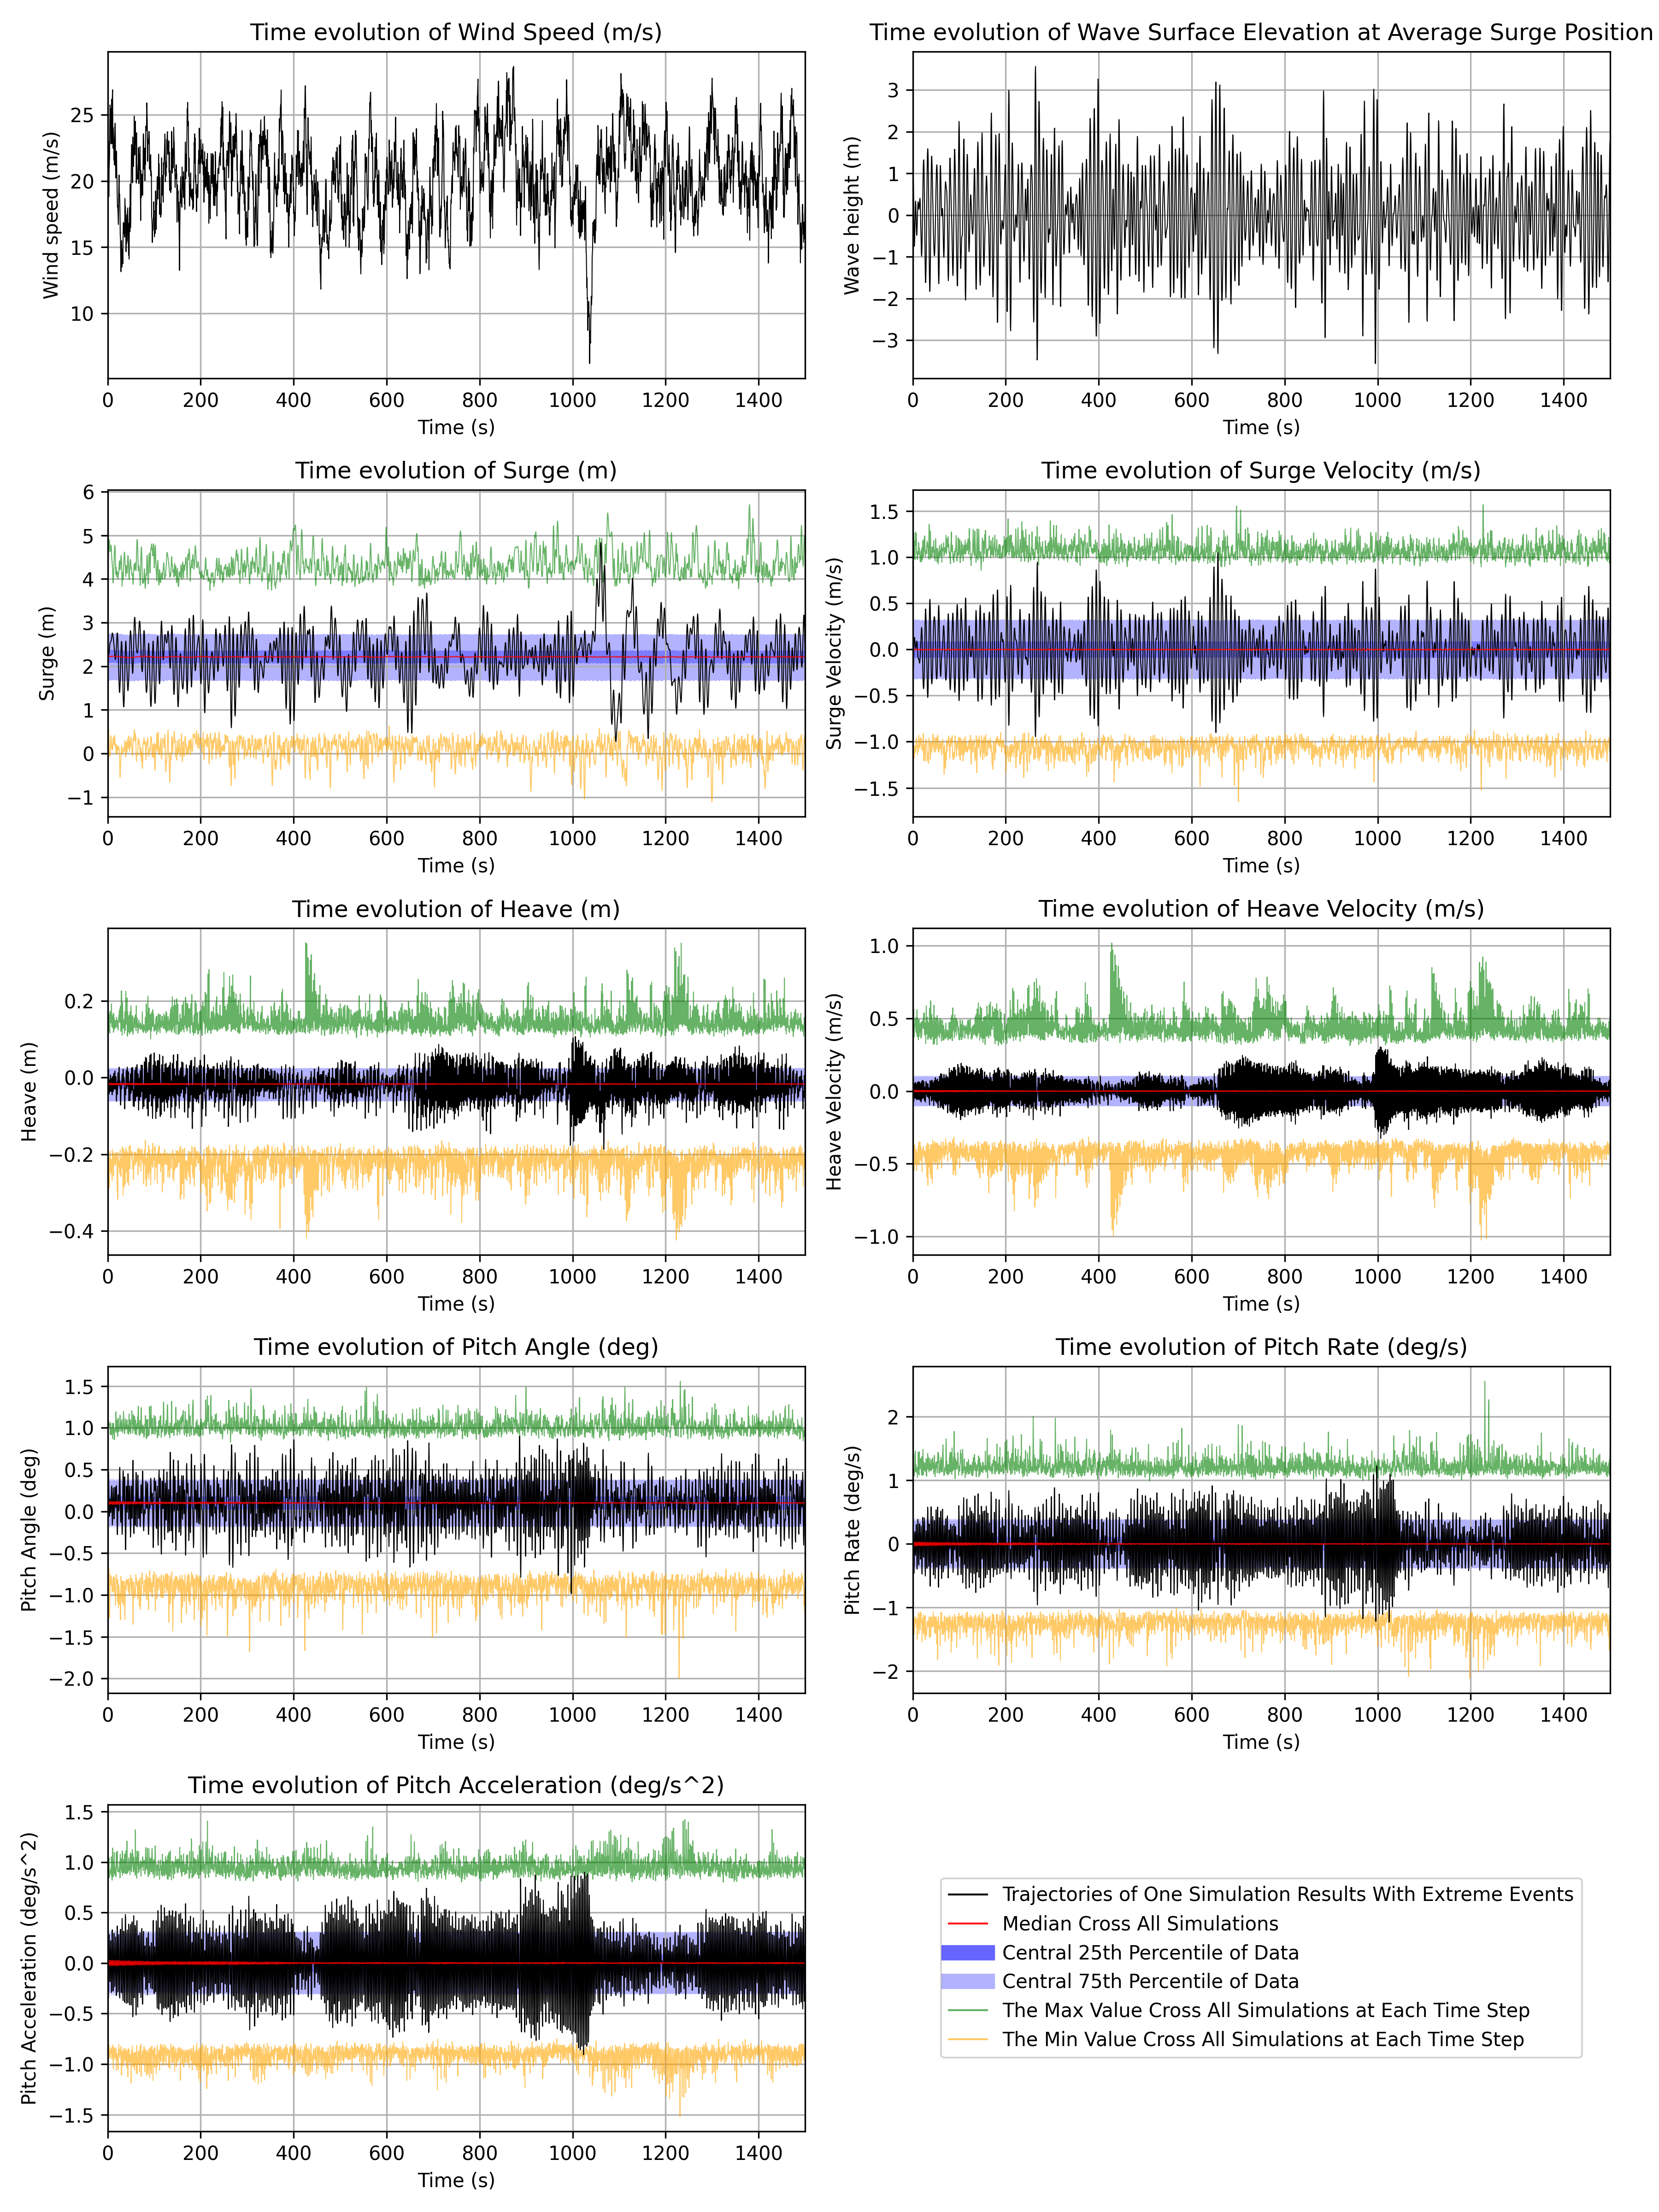 Time evolution of Wind Speed (m/s)
Wind speed (m/s)
25
20
15
10
0 200 400 600 800 1000 1200 1400
Time (s)
Time evolution of Wave Surface Elevation at Average Surge Position
Wave height (m)
3
2
1
0
−1
−2
−3
0 200 400 600 800 1000 1200 1400
Time (s)
Time evolution of Surge (m)
Surge (m)
6
5
4
3
2
1
0
−1
0 200 400 600 800 1000 1200 1400
Time (s)
Time evolution of Surge Velocity (m/s)
Surge Velocity (m/s)
1.5
1.0
0.5
0.0
−0.5
−1.0
−1.5
0 200 400 600 800 1000 1200 1400
Time (s)
Time evolution of Heave (m)
Heave (m)
0.2
0.0
−0.2
−0.4
0 200 400 600 800 1000 1200 1400
Time (s)
Time evolution of Heave Velocity (m/s)
Heave Velocity (m/s)
1.0
0.5
0.0
−0.5
−1.0
0 200 400 600 800 1000 1200 1400
Time (s)
Time evolution of Pitch Angle (deg)
Pitch Angle (deg)
1.5
1.0
0.5
0.0
−0.5
−1.0
−1.5
−2.0
0 200 400 600 800 1000 1200 1400
Time (s)
Time evolution of Pitch Rate (deg/s)
Pitch Rate (deg/s)
2
1
0
−1
−2
0 200 400 600 800 1000 1200 1400
Time (s)
Time evolution of Pitch Acceleration (deg/s^2)
Pitch Acceleration (deg/s^2)
1.5
1.0
0.5
0.0
−0.5
−1.0
−1.5
0 200 400 600 800 1000 1200 1400
Time (s)
Trajectories of One Simulation Results With Extreme Events
Median Cross All Simulations
Central 25th Percentile of Data
Central 75th Percentile of Data
The Max Value Cross All Simulations at Each Time Step
The Min Value Cross All Simulations at Each Time Step